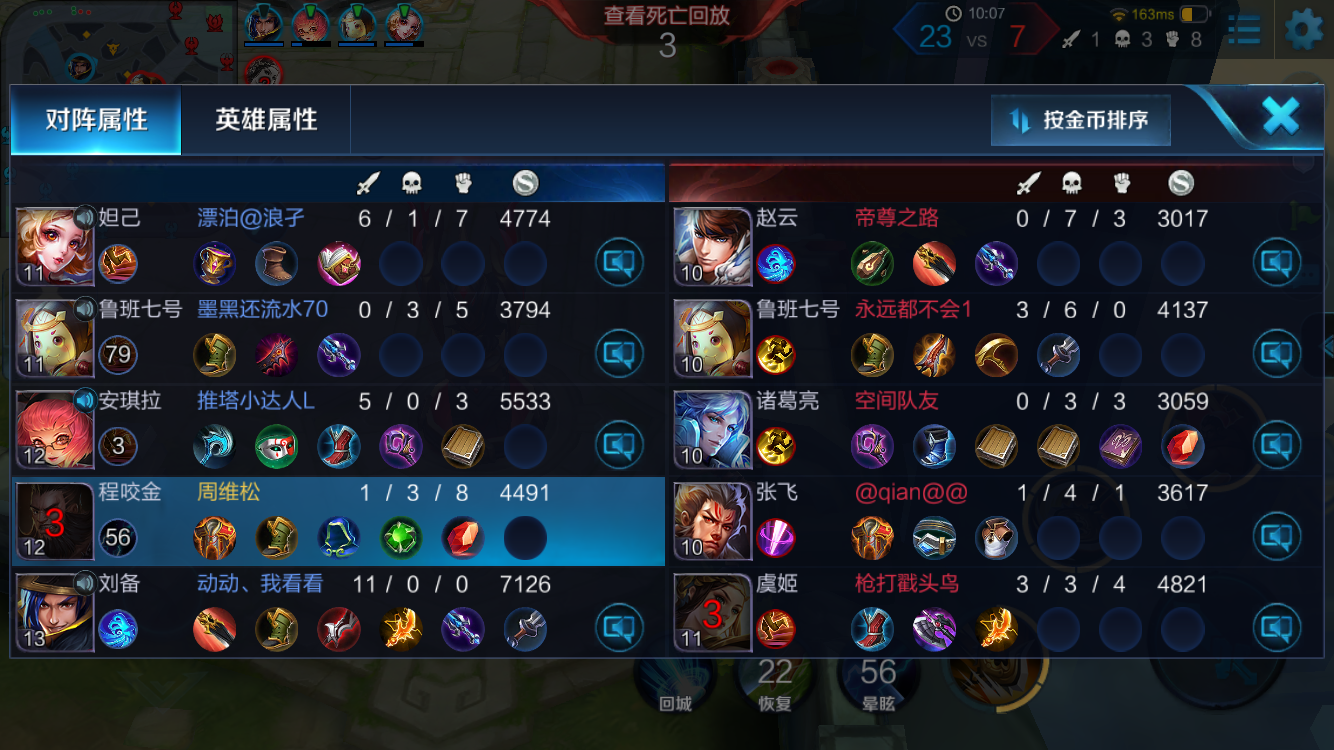 查看死亡回放
3
10:07
163ms
23 VS 7
1 3 8
对阵属性
英雄属性
按金币排序
妲己 漂泊@浪孑 6 / 1 / 7 4774
11
赵云 帝尊之路 0 / 7 / 3 3017
10
鲁班七号 墨黑还流水70 0 / 3 / 5 3794
11 79
鲁班七号 永远都不会1 3 / 6 / 0 4137
10
安琪拉 推塔小达人L 5 / 0 / 3 5533
12 3
诸葛亮 空间队友 0 / 3 / 3 3059
10
程咬金 周维松 1 / 3 / 8 4491
3
12 56
张飞 @qian@@ 1 / 4 / 1 3617
10
刘备 动动、我看看 11 / 0 / 0 7126
13
虞姬 枪打戳头鸟 3 / 3 / 4 4821
3
11
22 56
回城 恢复 晕眩